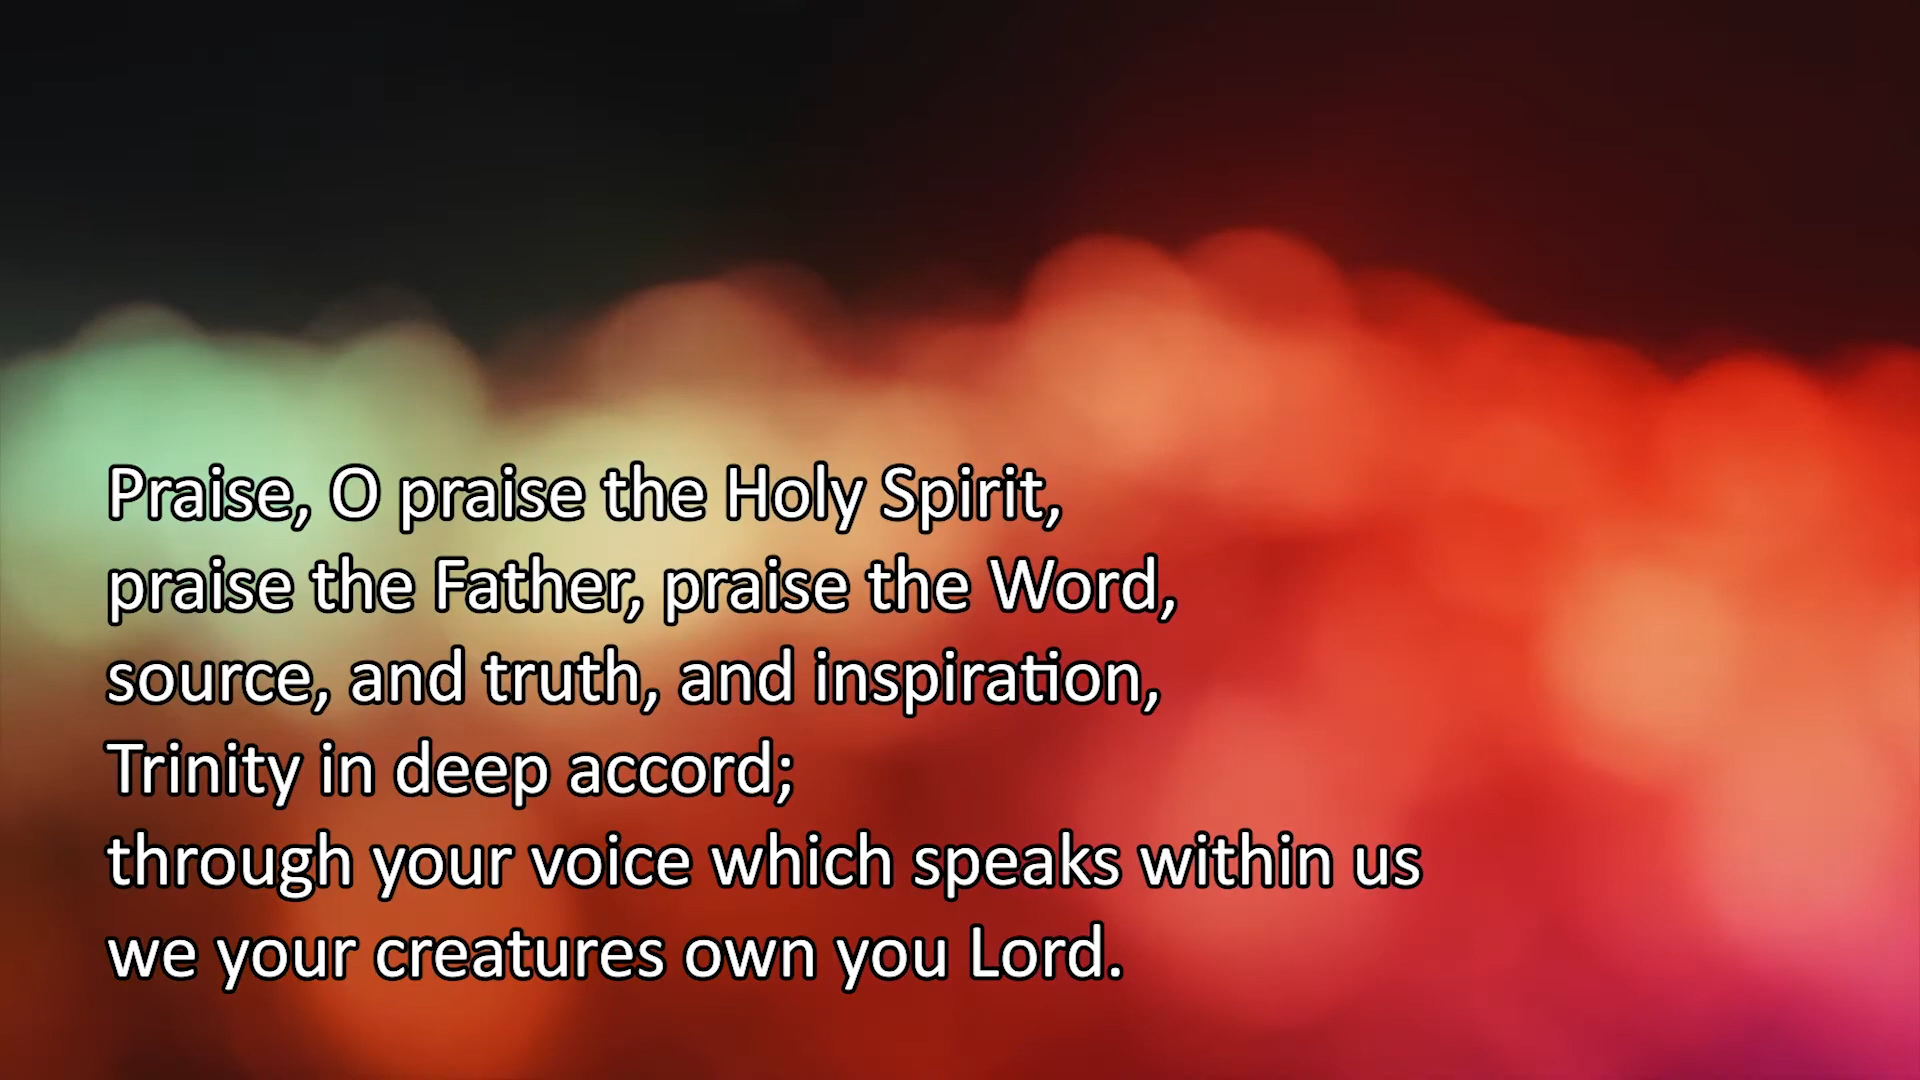 Praise, O praise the Holy Spirit,
praise the Father, praise the Word,
source, and truth, and inspiration,
Trinity in deep accord;
through your voice which speaks within us
we your creatures own you Lord.